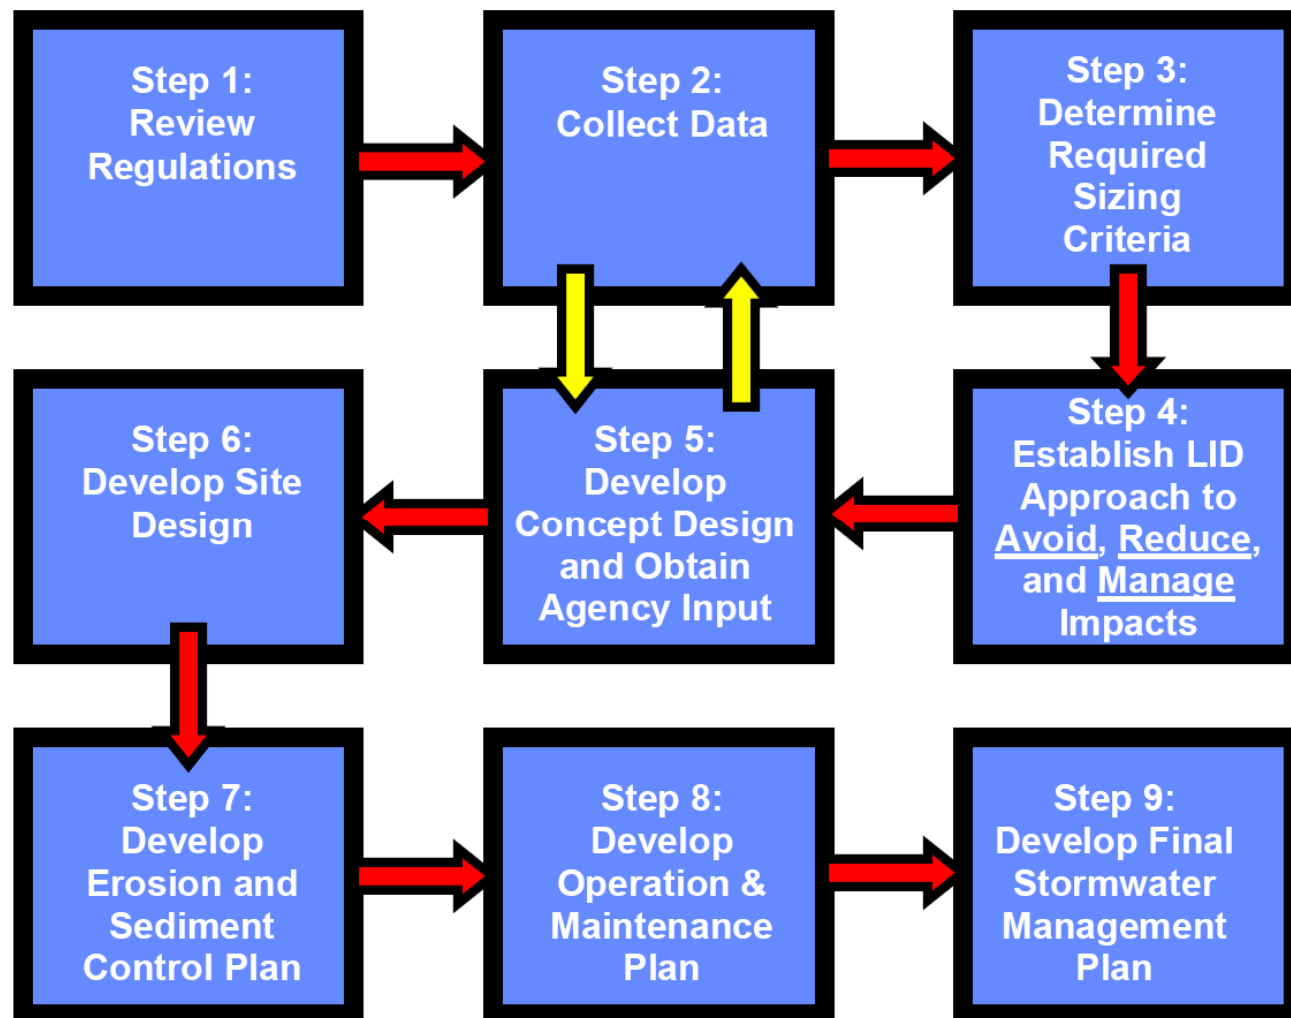 Step 1:
Review
Regulations
Step 2:
Collect Data
Step 3:
Determine
Required
Sizing
Criteria
Step 4:
Establish LID
Approach to
Avoid, Reduce,
and Manage
Impacts
Step 5:
Develop
Concept Design
and Obtain
Agency Input
Step 6:
Develop Site
Design
Step 7:
Develop
Erosion and
Sediment
Control Plan
Step 8:
Develop
Operation &
Maintenance
Plan
Step 9:
Develop Final
Stormwater
Management
Plan